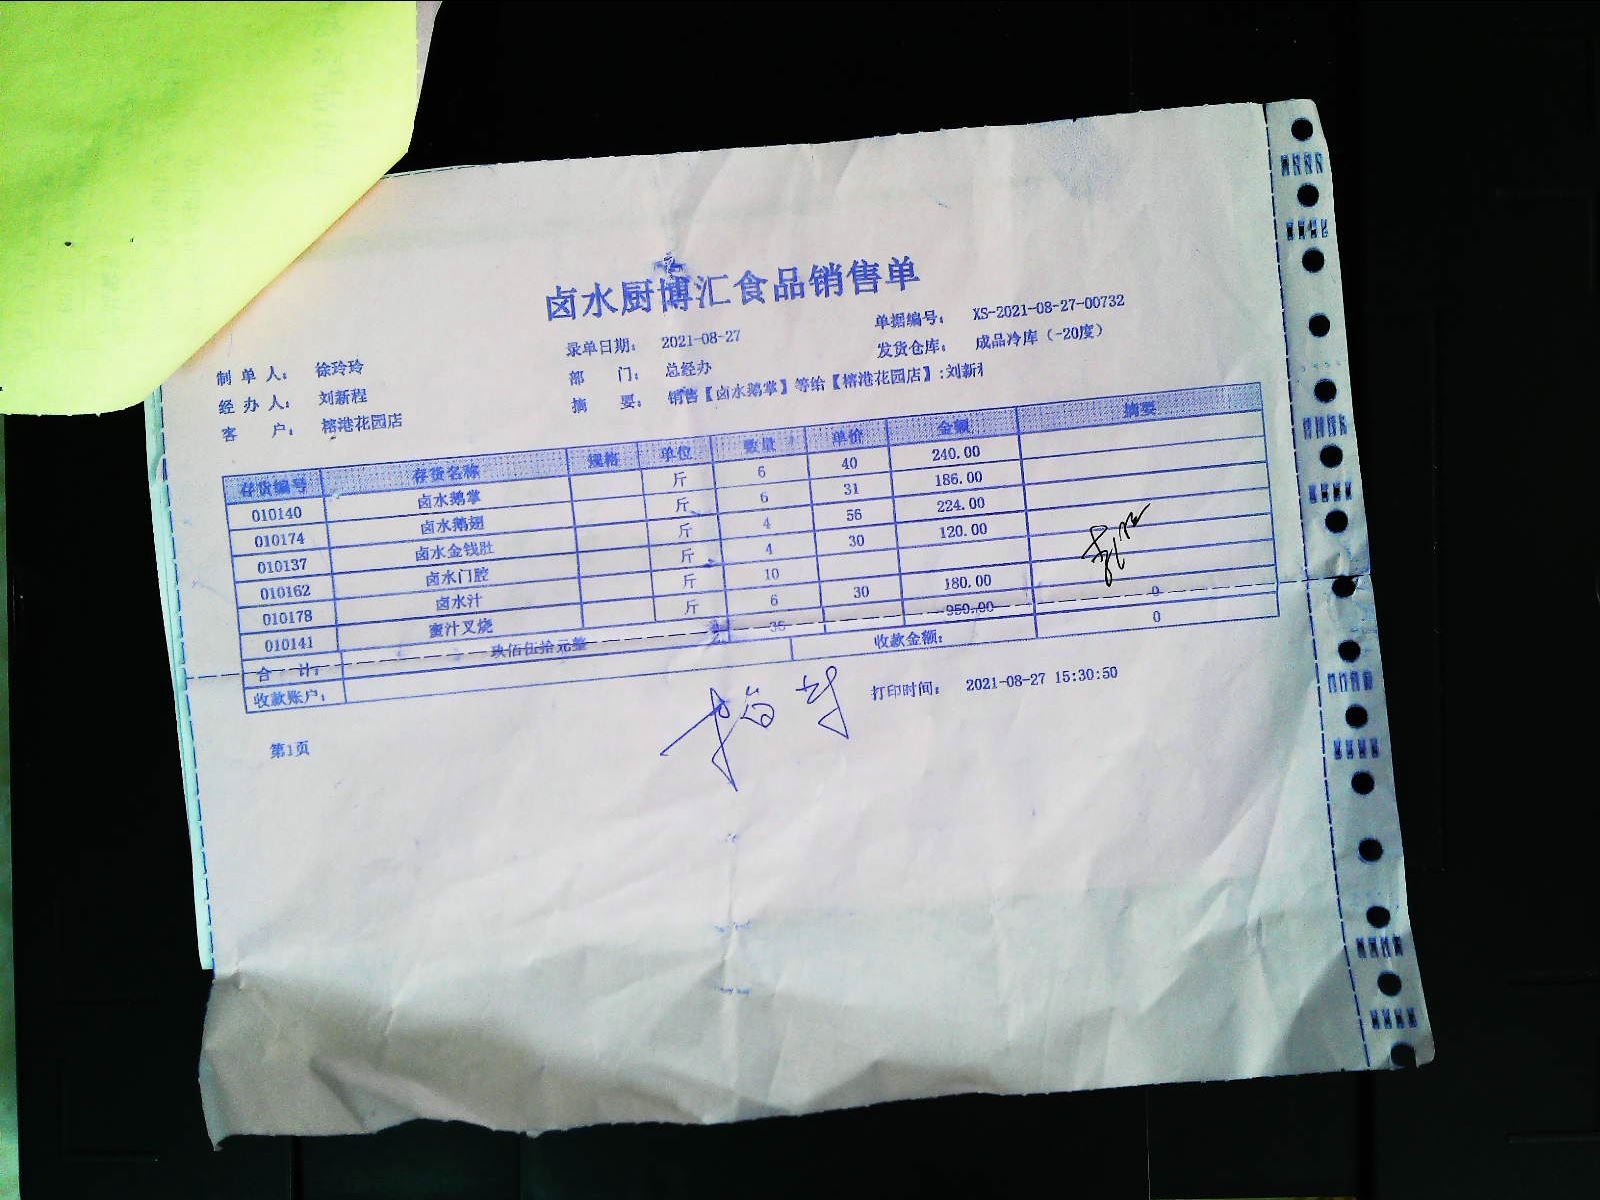 卤水厨博汇食品销售单
制单人： 徐玲玲 录单日期： 2021-08-27 单据编号： XS-2021-08-27-00732
经办人： 刘新程 部门： 总经办 发货仓库： 成品冷库（-20度）
客户： 榕港花园店 摘要： 销售【卤水鹅掌】等给【榕港花园店】:刘新
存货编号 存货名称 规格 单位 数量 单价 金额 摘要
010140 卤水鹅掌 斤 6 40 240.00
010174 卤水鹅翅 斤 6 31 186.00
010137 卤水金钱肚 斤 4 56 224.00
010162 卤水门腔 斤 4 30 120.00
010178 卤水汁 斤 10
010141 蜜汁叉烧 斤 6 30 180.00
合计： 玖佰伍拾元整 36 950.00 0
收款账户： 收款金额： 0
打印时间： 2021-08-27 15:30:50
第1页